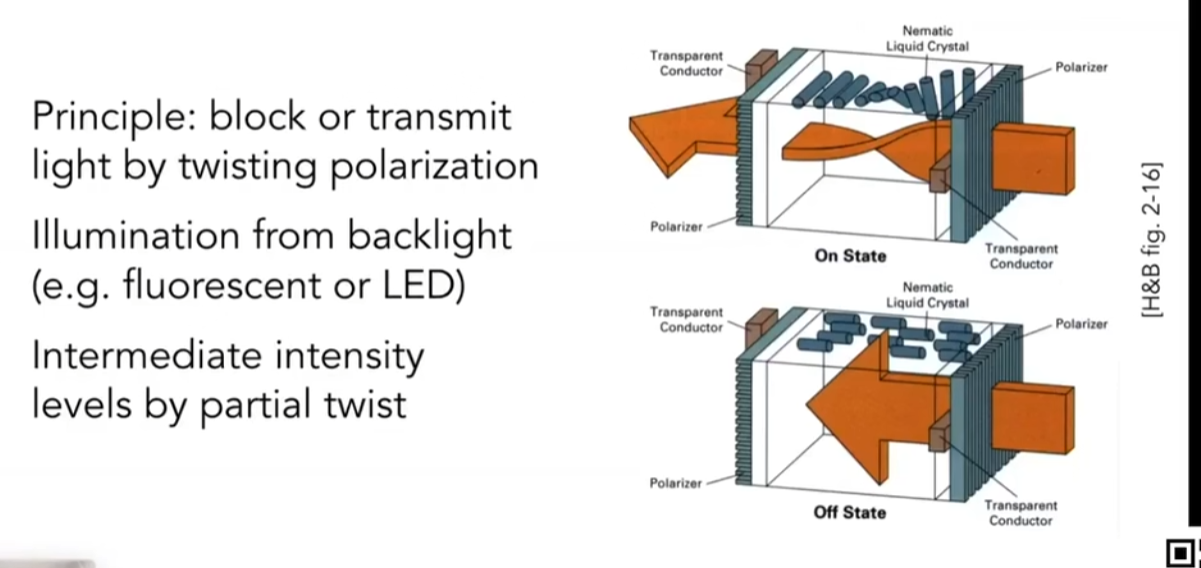 Principle: block or transmit
light by twisting polarization
Illumination from backlight
(e.g. fluorescent or LED)
Intermediate intensity
levels by partial twist
Nematic
Liquid Crystal
Transparent
Conductor
Polarizer
Polarizer
On State
Transparent
Conductor
Nematic
Liquid Crystal
Transparent
Conductor
Polarizer
Polarizer
Off State
Transparent
Conductor
[H&B fig. 2-16]